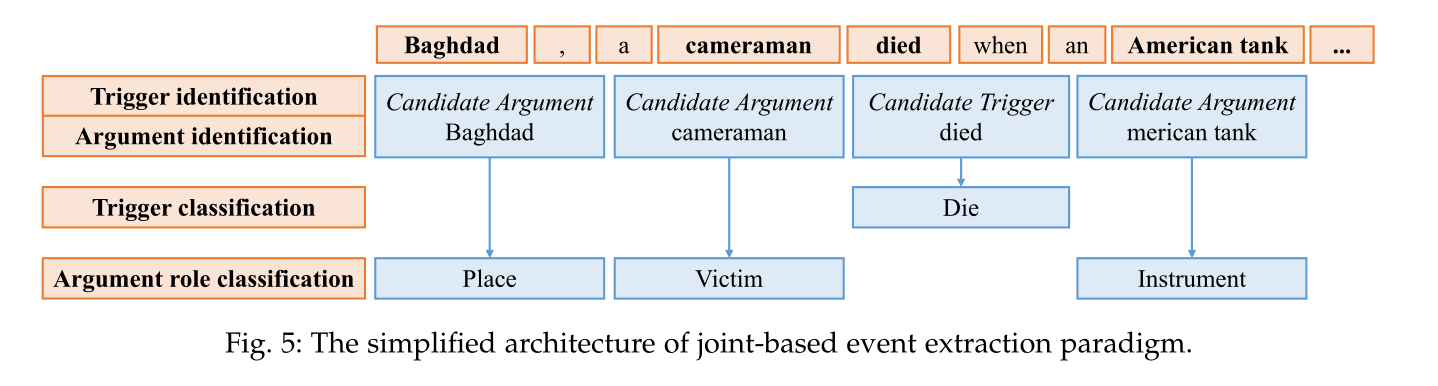 Baghdad , a cameraman died when an American tank ...
Trigger identification
Argument identification
Candidate Argument
Baghdad
Candidate Argument
cameraman
Candidate Trigger
died
Candidate Argument
merican tank
Trigger classification
Die
Argument role classification
Place
Victim
Instrument
Fig. 5: The simplified architecture of joint-based event extraction paradigm.